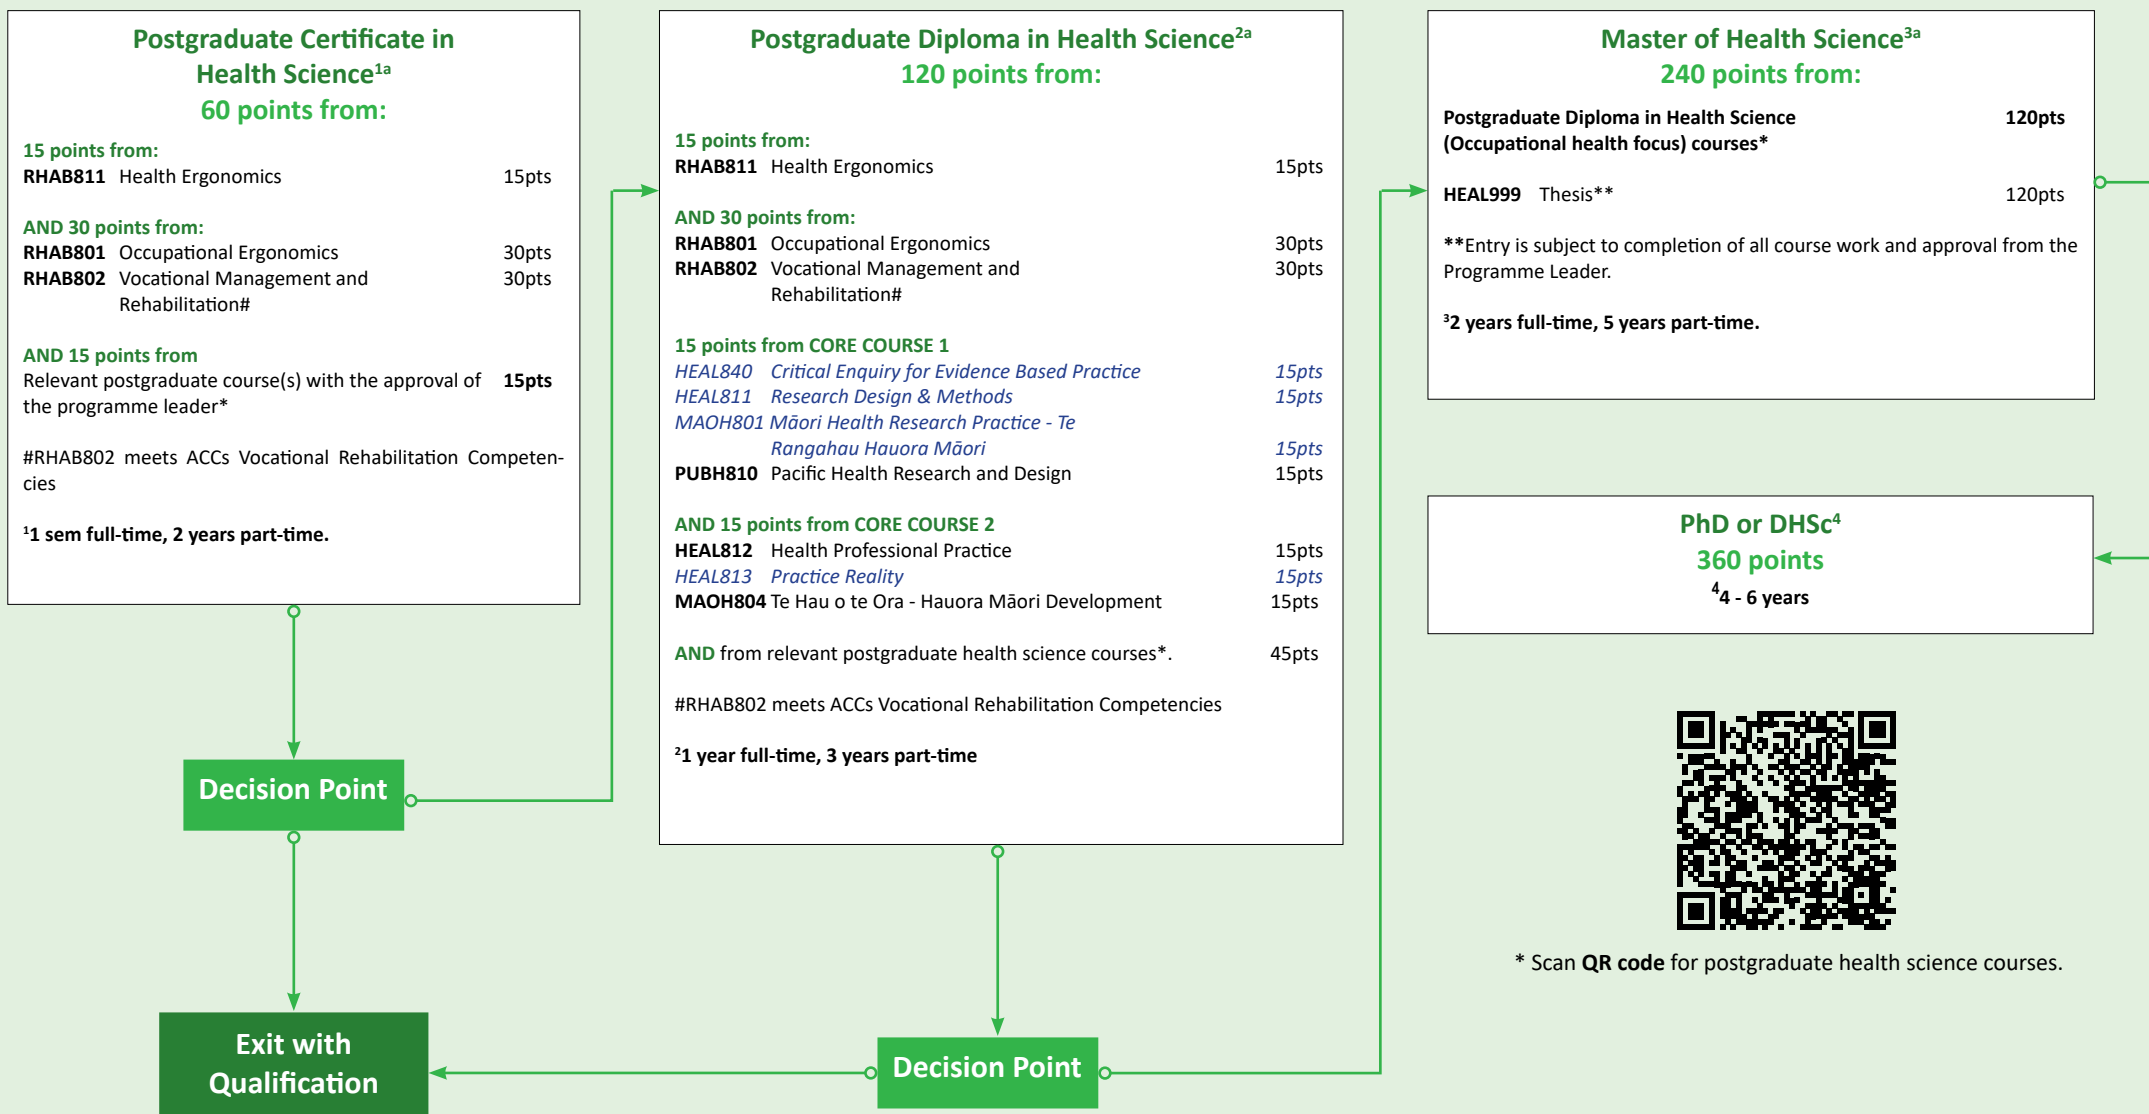 Postgraduate Certificate in
Health Science1a
60 points from:
15 points from:
RHAB811 Health Ergonomics 15pts
AND 30 points from:
RHAB801 Occupational Ergonomics 30pts
RHAB802 Vocational Management and 30pts
Rehabilitation#
AND 15 points from
Relevant postgraduate course(s) with the approval of 15pts
the programme leader*
#RHAB802 meets ACCs Vocational Rehabilitation Competen-
cies
11 sem full-time, 2 years part-time.
Decision Point
Exit with
Qualification
Postgraduate Diploma in Health Science2a
120 points from:
15 points from:
RHAB811 Health Ergonomics 15pts
AND 30 points from:
RHAB801 Occupational Ergonomics 30pts
RHAB802 Vocational Management and 30pts
Rehabilitation#
15 points from CORE COURSE 1
HEAL840 Critical Enquiry for Evidence Based Practice 15pts
HEAL811 Research Design & Methods 15pts
MAOH801 Māori Health Research Practice - Te
Rangahau Hauora Māori 15pts
PUBH810 Pacific Health Research and Design 15pts
AND 15 points from CORE COURSE 2
HEAL812 Health Professional Practice 15pts
HEAL813 Practice Reality 15pts
MAOH804 Te Hau o te Ora - Hauora Māori Development 15pts
AND from relevant postgraduate health science courses*. 45pts
#RHAB802 meets ACCs Vocational Rehabilitation Competencies
21 year full-time, 3 years part-time
Decision Point
Master of Health Science3a
240 points from:
Postgraduate Diploma in Health Science 120pts
(Occupational health focus) courses*
HEAL999 Thesis** 120pts
**Entry is subject to completion of all course work and approval from the
Programme Leader.
32 years full-time, 5 years part-time.
PhD or DHSc4
360 points
44 - 6 years
* Scan QR code for postgraduate health science courses.